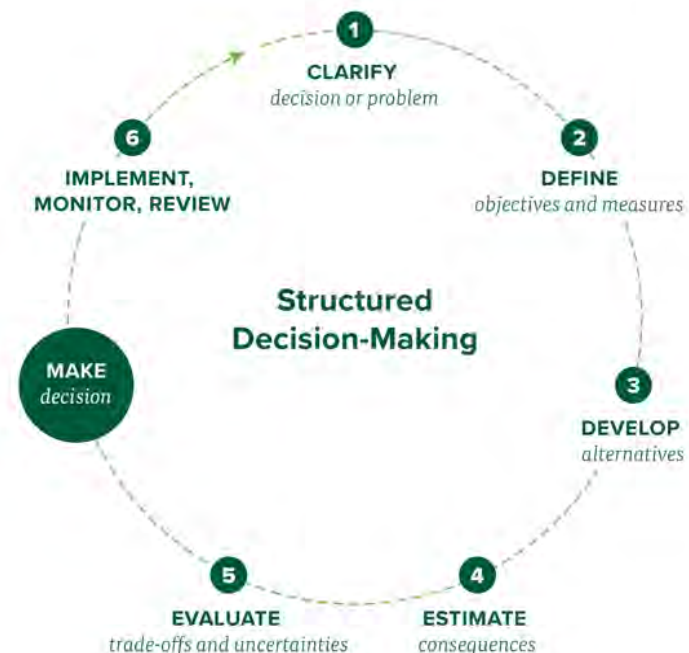 1
CLARIFY
decision or problem
2
DEFINE
objectives and measures
3
DEVELOP
alternatives
4
ESTIMATE
consequences
5
EVALUATE
trade-offs and uncertainties
MAKE
decision
6
IMPLEMENT,
MONITOR, REVIEW
Structured
Decision-Making